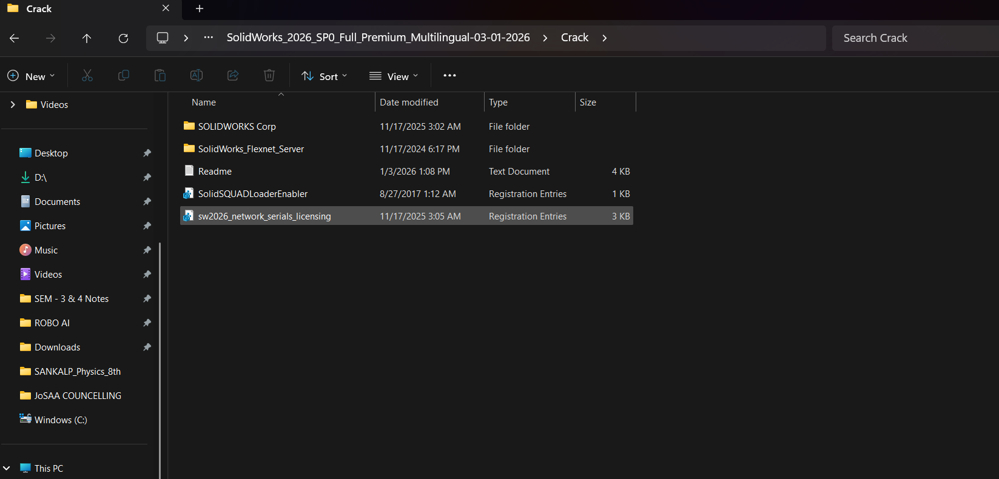 Crack
SolidWorks_2026_SP0_Full_Premium_Multilingual-03-01-2026 Crack Search Crack
New Sort View
Name Date modified Type Size
Videos
SOLIDWORKS Corp 11/17/2025 3:02 AM File folder
SolidWorks_Flexnet_Server 11/17/2024 6:17 PM File folder
Readme 1/3/2026 1:08 PM Text Document 4 KB
SolidSQUADLoaderEnabler 8/27/2017 1:12 AM Registration Entries 1 KB
sw2026_network_serials_licensing 11/17/2025 3:05 AM Registration Entries 3 KB
Desktop
D:\
Documents
Pictures
Music
Videos
SEM - 3 & 4 Notes
ROBO AI
Downloads
SANKALP_Physics_8th
JoSAA COUNCELLING
Windows (C:)
This PC